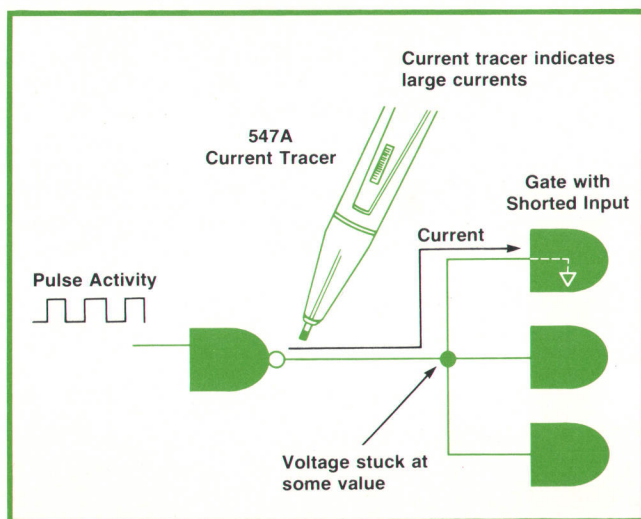 Current tracer indicates
large currents
547A
Current Tracer
Gate with
Shorted Input
Current
Pulse Activity
Voltage stuck at
some value